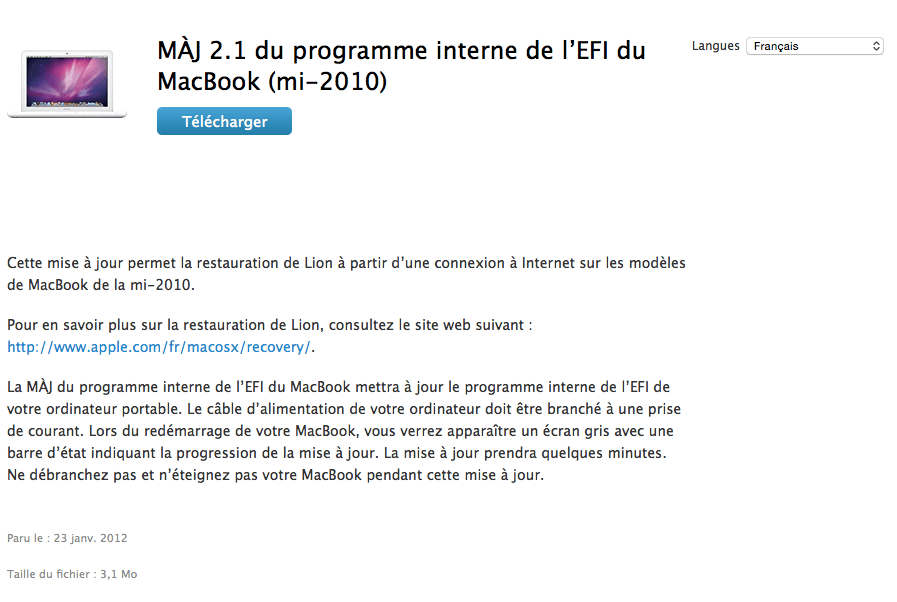 MÀJ 2.1 du programme interne de l’EFI du
MacBook (mi-2010)
Langues Français
Télécharger
Cette mise à jour permet la restauration de Lion à partir d’une connexion à Internet sur les modèles
de MacBook de la mi-2010.
Pour en savoir plus sur la restauration de Lion, consultez le site web suivant :
http://www.apple.com/fr/macosx/recovery/.
La MÀJ du programme interne de l’EFI du MacBook mettra à jour le programme interne de l’EFI de
votre ordinateur portable. Le câble d’alimentation de votre ordinateur doit être branché à une prise
de courant. Lors du redémarrage de votre MacBook, vous verrez apparaître un écran gris avec une
barre d’état indiquant la progression de la mise à jour. La mise à jour prendra quelques minutes.
Ne débranchez pas et n’éteignez pas votre MacBook pendant cette mise à jour.
Paru le : 23 janv. 2012
Taille du fichier : 3,1 Mo